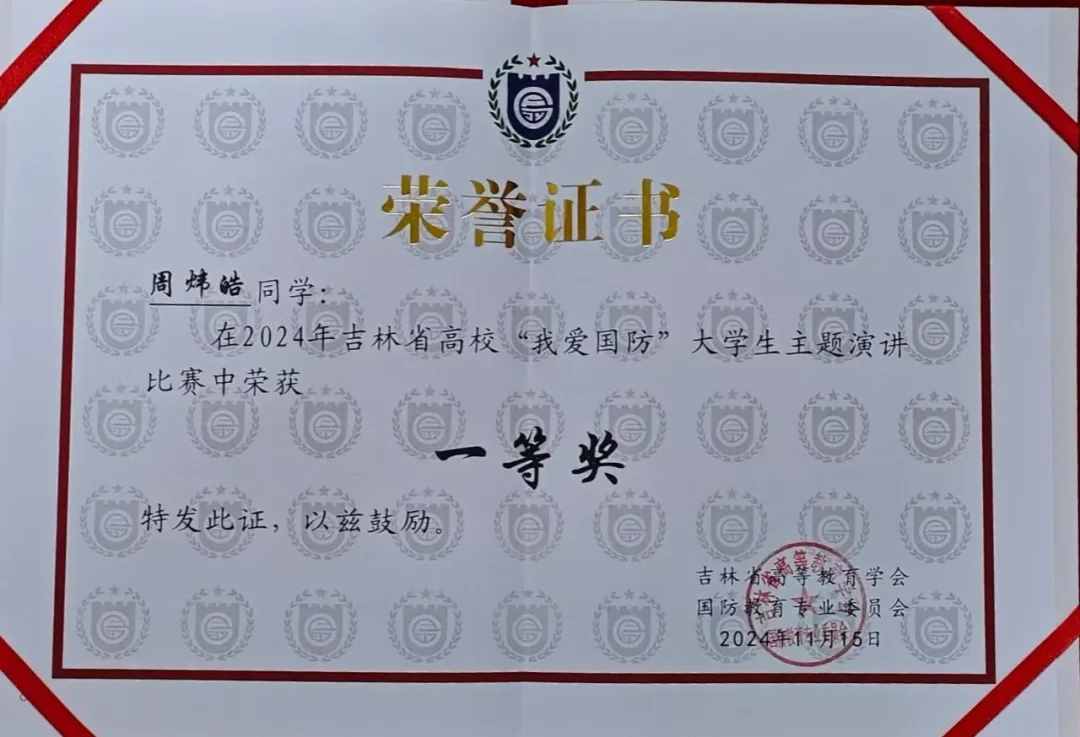 荣誉证书
周炜皓同学：
在2024年吉林省高校“我爱国防”大学生主题演讲
比赛中荣获
一等奖
特发此证，以兹鼓励。
吉林省高等教育学会
国防教育专业委员会
2024年11月15日